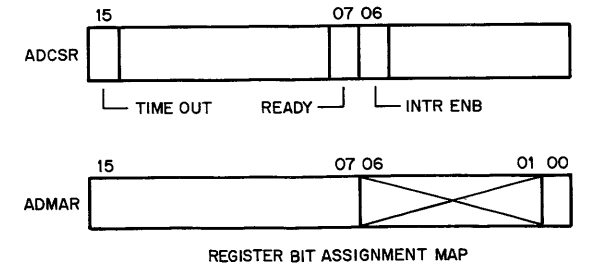 15 07 06
ADCSR
TIME OUT READY INTR ENB
15 07 06 01 00
ADMAR
REGISTER BIT ASSIGNMENT MAP